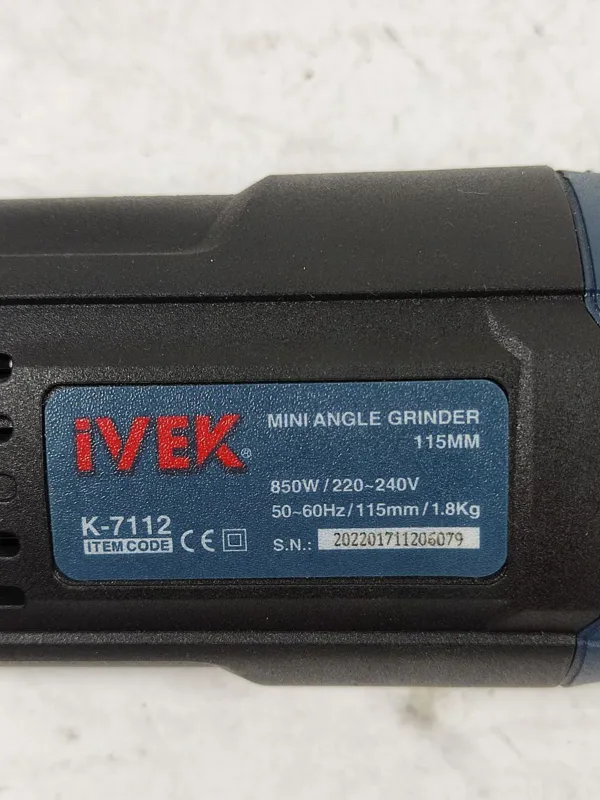 iVEK®
MINI ANGLE GRINDER
115MM
850W/220~240V
50~60Hz/115mm/1.8Kg
K-7112
ITEM CODE CE
S.N.: 202201711206079